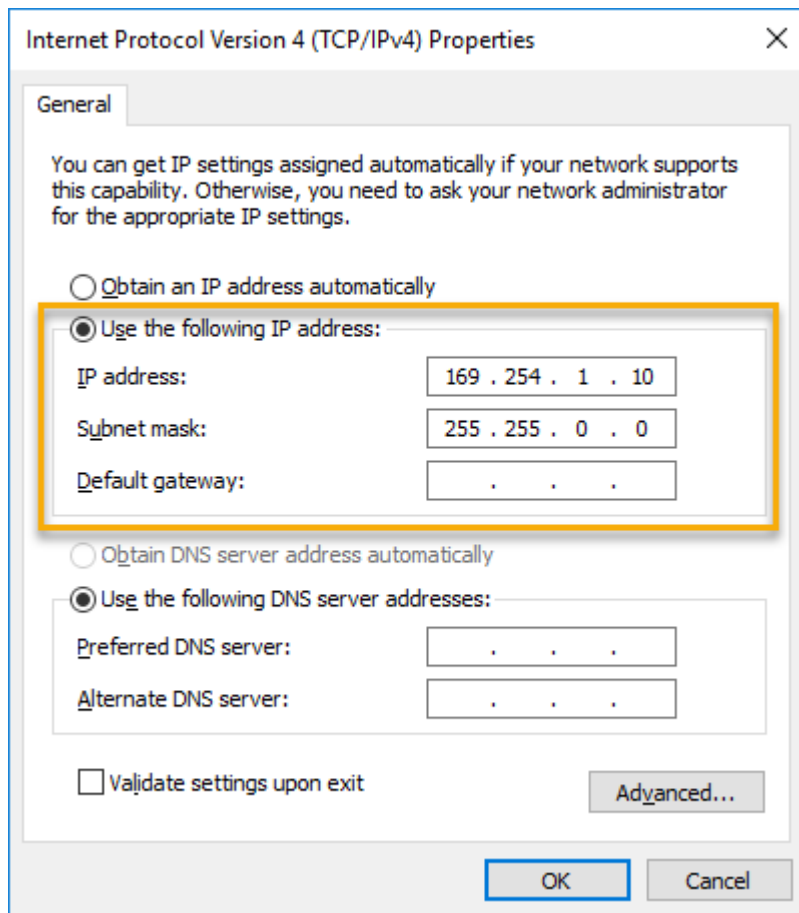 Internet Protocol Version 4 (TCP/IPv4) Properties
General
You can get IP settings assigned automatically if your network supports
this capability. Otherwise, you need to ask your network administrator
for the appropriate IP settings.
Obtain an IP address automatically
Use the following IP address:
IP address: 169 . 254 . 1 . 10
Subnet mask: 255 . 255 . 0 . 0
Default gateway: . . .
Obtain DNS server address automatically
Use the following DNS server addresses:
Preferred DNS server: . . .
Alternate DNS server: . . .
Validate settings upon exit
Advanced...
OK Cancel